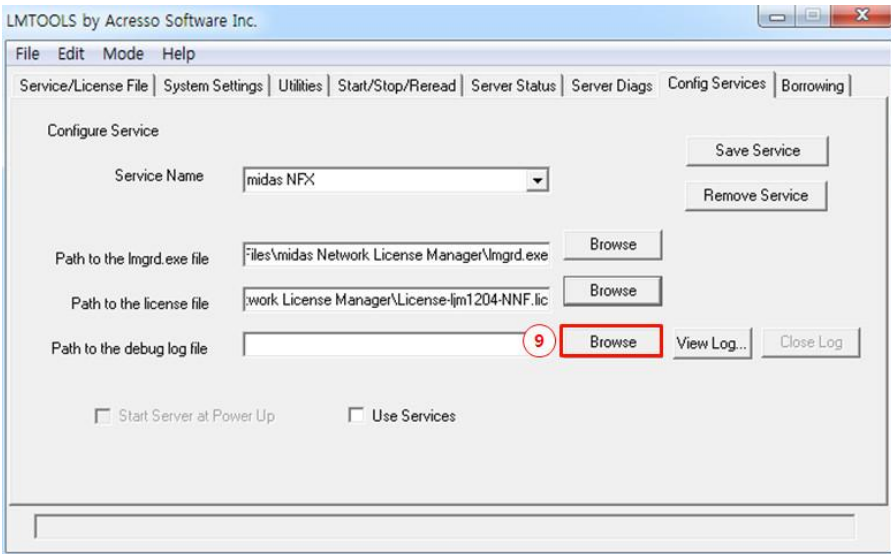 LMTOOLS by Acresso Software Inc.
File Edit Mode Help
Service/License File System Settings Utilities Start/Stop/Reread Server Status Server Diags Config Services Borrowing
Configure Service
Save Service
Service Name midas NFX
Remove Service
Path to the lmgrd.exe file Files\midas Network License Manager\lmgrd.exe Browse
Path to the license file :work License Manager\License-ljm1204-NNF.lic Browse
Path to the debug log file 9 Browse View Log... Close Log
Start Server at Power Up Use Services